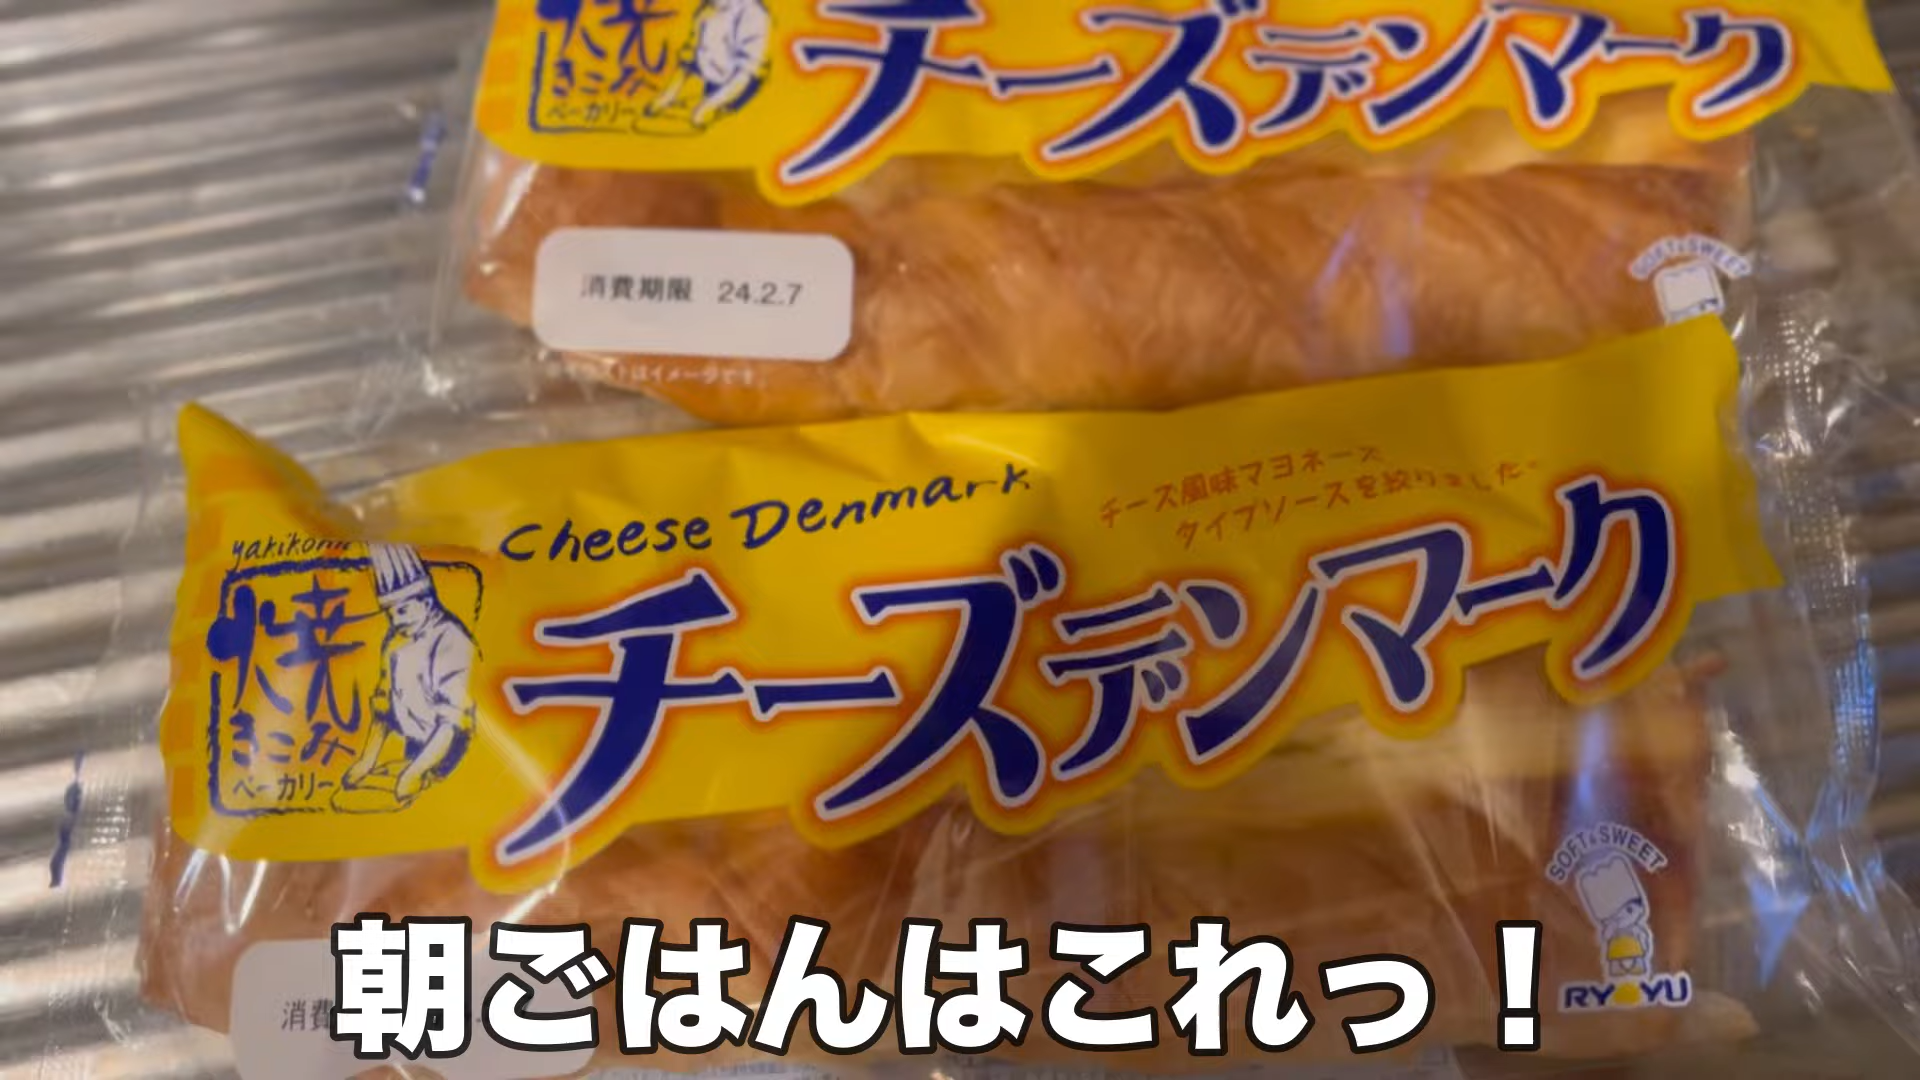 焼
きこみ
ベーカリー
チーズデンマーク
消費期限 24.2.7
SOFT&SWEET
Cheese Denmark
チーズ風味マヨネーズ
タイプソースを絞りました。
yakikomi
焼
きこみ
ベーカリー
チーズデンマーク
SOFT&SWEET
RYOYU
消費
朝ごはんはこれっ！